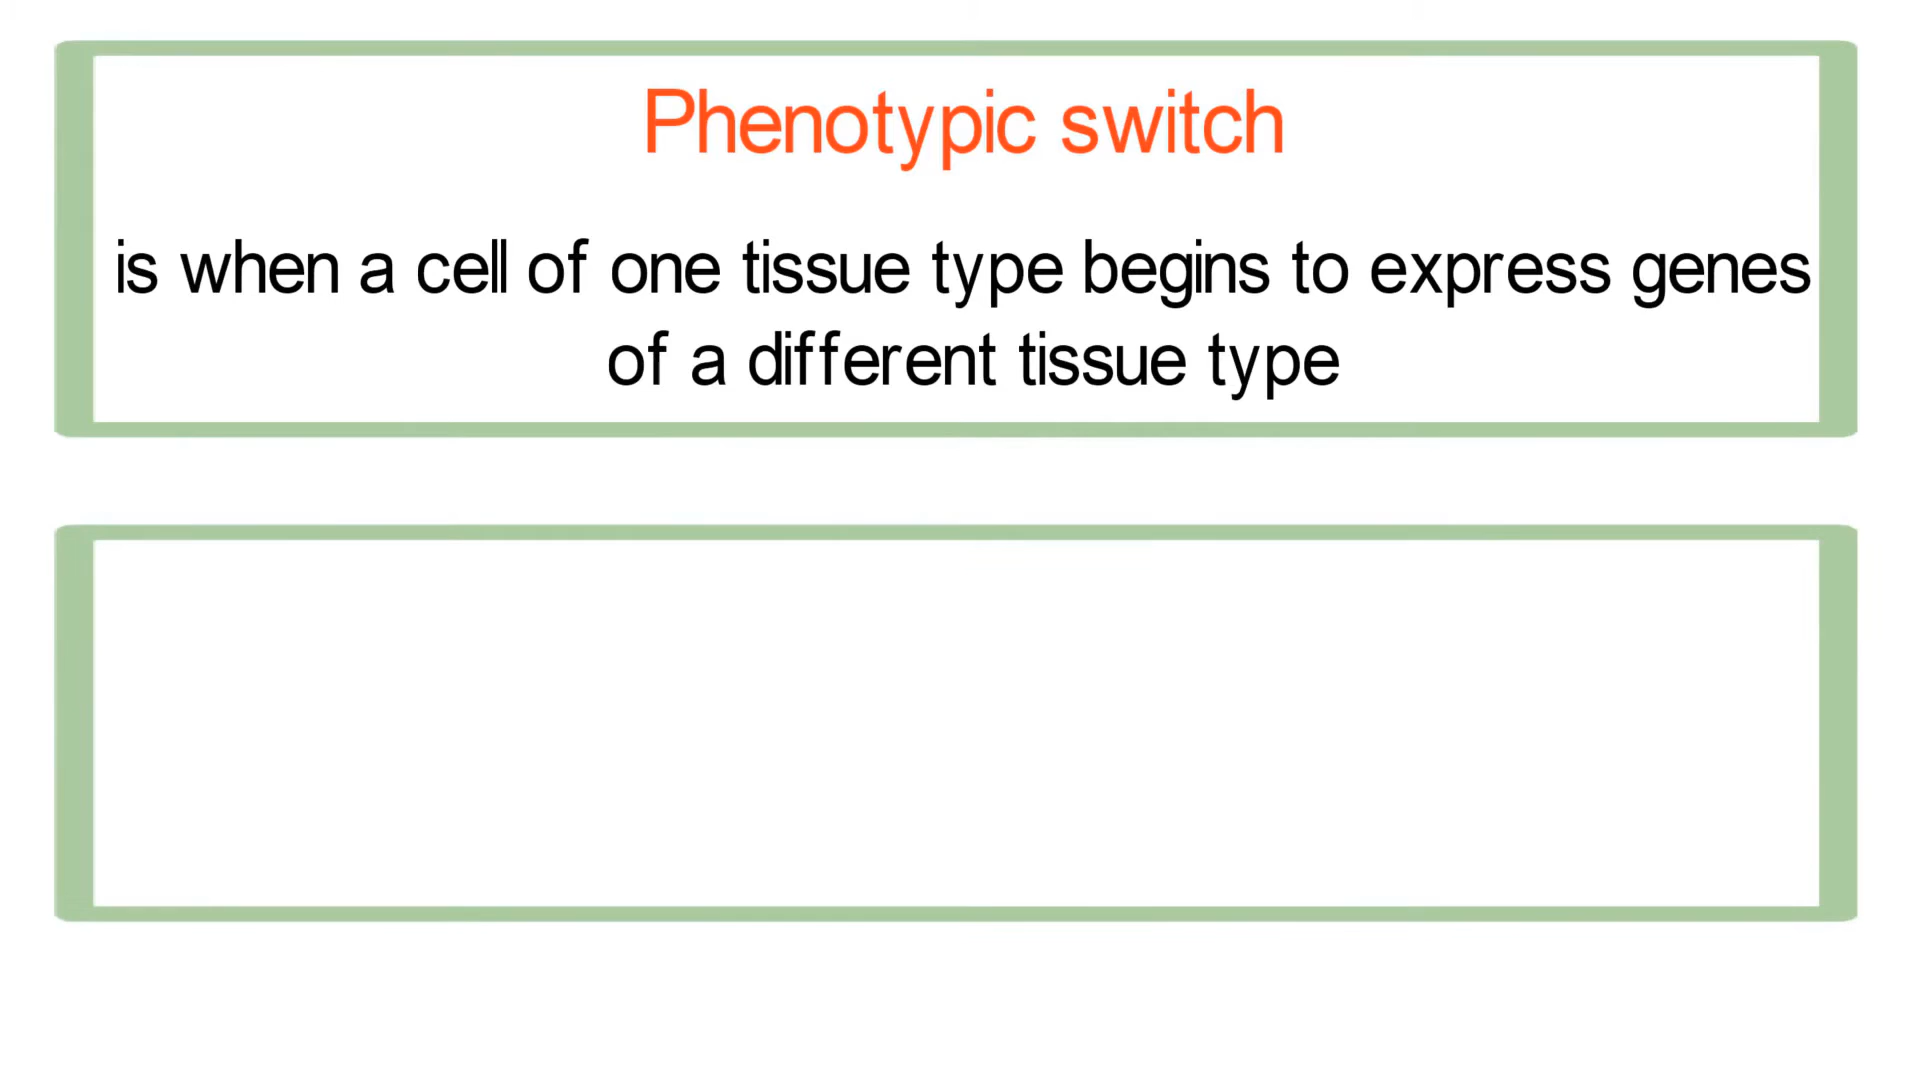 Phenotypic switch
is when a cell of one tissue type begins to express genes
of a different tissue type